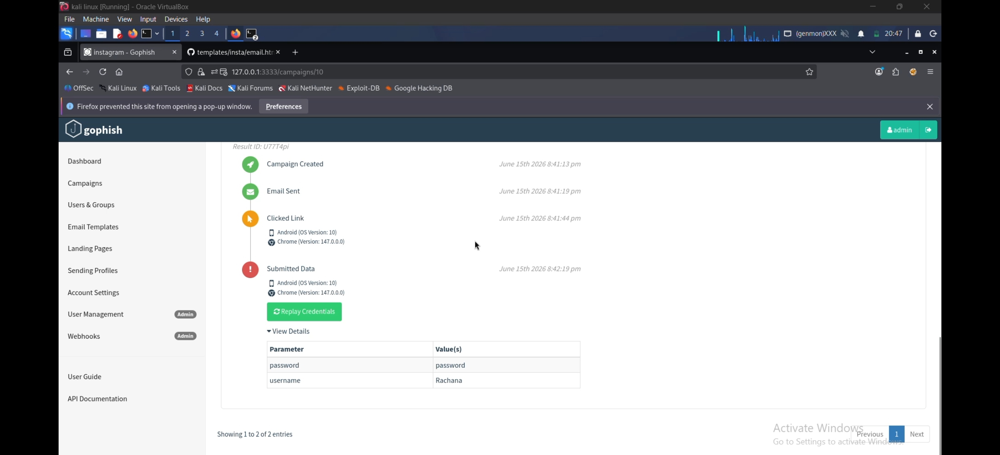 kali linux [Running] - Oracle VirtualBox
File Machine View Input Devices Help
1 2 3 4 2 (genmon)XXX 20:47
instagram - Gophish templates/insta/email.htm
127.0.0.1:3333/campaigns/10
OffSec Kali Linux Kali Tools Kali Docs Kali Forums Kali NetHunter Exploit-DB Google Hacking DB
Firefox prevented this site from opening a pop-up window. Preferences
gophish admin
Result ID: U77T4pi
Dashboard
Campaigns
Users & Groups
Email Templates
Landing Pages
Sending Profiles
Account Settings
User Management Admin
Webhooks Admin
User Guide
API Documentation
Campaign Created June 15th 2026 8:41:13 pm
Email Sent June 15th 2026 8:41:19 pm
Clicked Link June 15th 2026 8:41:44 pm
Android (OS Version: 10)
Chrome (Version: 147.0.0.0)
Submitted Data June 15th 2026 8:42:19 pm
Android (OS Version: 10)
Chrome (Version: 147.0.0.0)
Replay Credentials
View Details
Parameter Value(s)
password password
username Rachana
Showing 1 to 2 of 2 entries
Previous 1 Next
Activate Windows
Go to Settings to activate Windows.